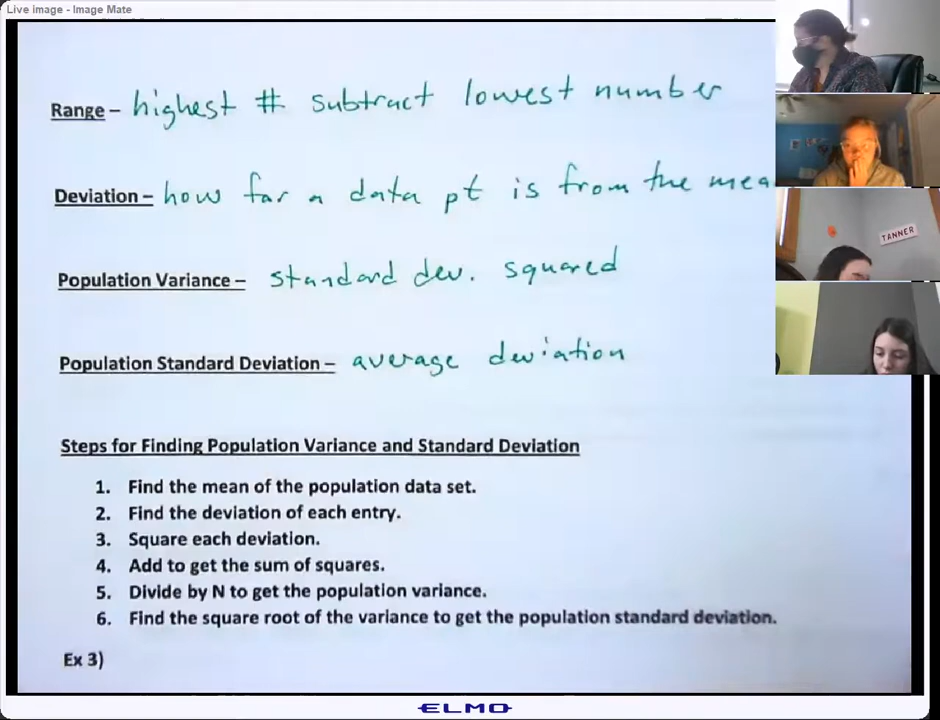 Live image - Image Mate
Range – highest # subtract lowest number
TANNER
Deviation – how far a data pt is from the mea
Population Variance – standard dev. squared
Population Standard Deviation – average deviation
Steps for Finding Population Variance and Standard Deviation
1. Find the mean of the population data set.
2. Find the deviation of each entry.
3. Square each deviation.
4. Add to get the sum of squares.
5. Divide by N to get the population variance.
6. Find the square root of the variance to get the population standard deviation.
Ex 3)
ELMO